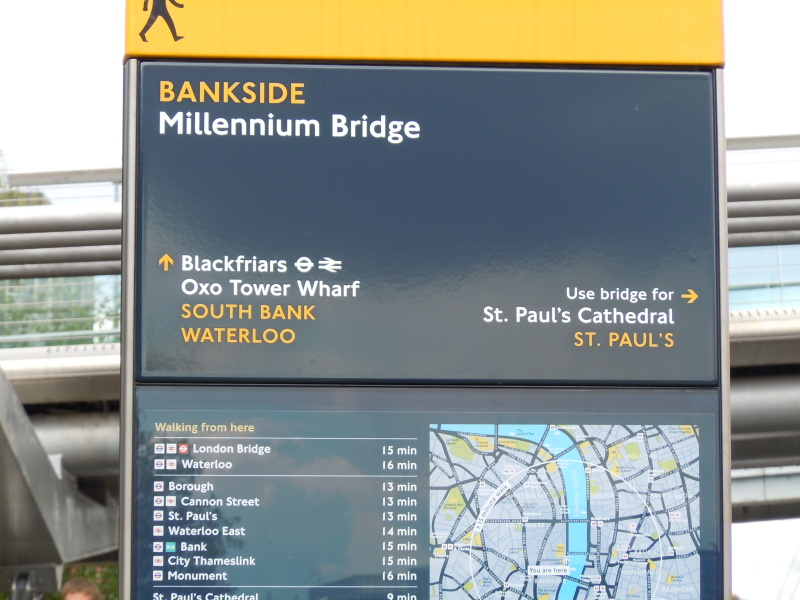 BANKSIDE
Millennium Bridge
Blackfriars
Oxo Tower Wharf
SOUTH BANK
WATERLOO
Use bridge for
St. Paul's Cathedral
ST. PAUL'S
Walking from here
London Bridge 15 min
Waterloo 16 min
Borough 13 min
Cannon Street 13 min
St. Paul's 13 min
Waterloo East 14 min
Bank 15 min
City Thameslink 15 min
Monument 16 min
St. Paul's Cathedral 9 min
15 minute walk
You are here